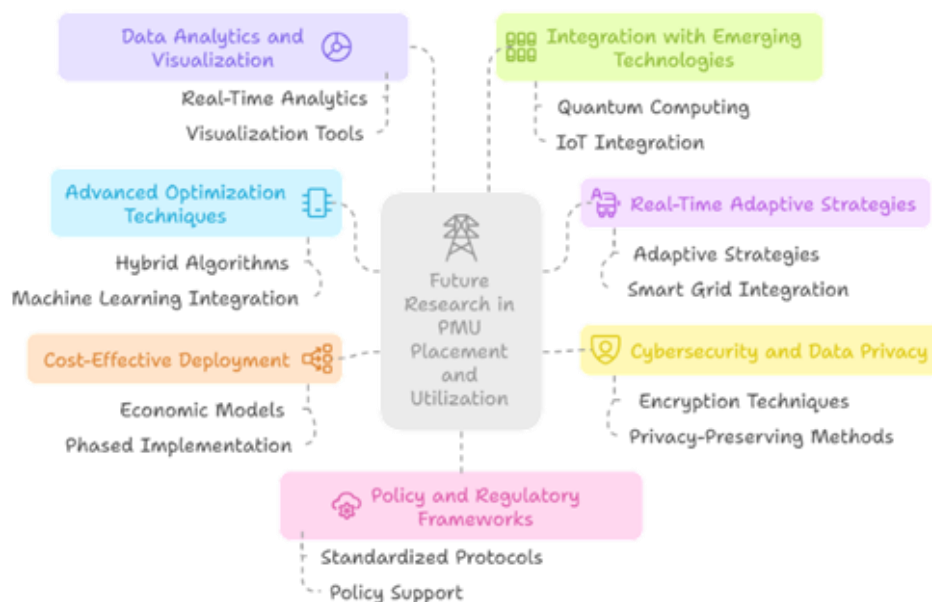 Data Analytics and
Visualization
Real-Time Analytics
Visualization Tools
Integration with Emerging
Technologies
Quantum Computing
IoT Integration
Advanced Optimization
Techniques
Hybrid Algorithms
Machine Learning Integration
Future
Research in
PMU
Placement
and
Utilization
A
Real-Time Adaptive Strategies
Adaptive Strategies
Smart Grid Integration
Cost-Effective Deployment
Economic Models
Phased Implementation
Cybersecurity and Data Privacy
Encryption Techniques
Privacy-Preserving Methods
Policy and Regulatory
Frameworks
Standardized Protocols
Policy Support